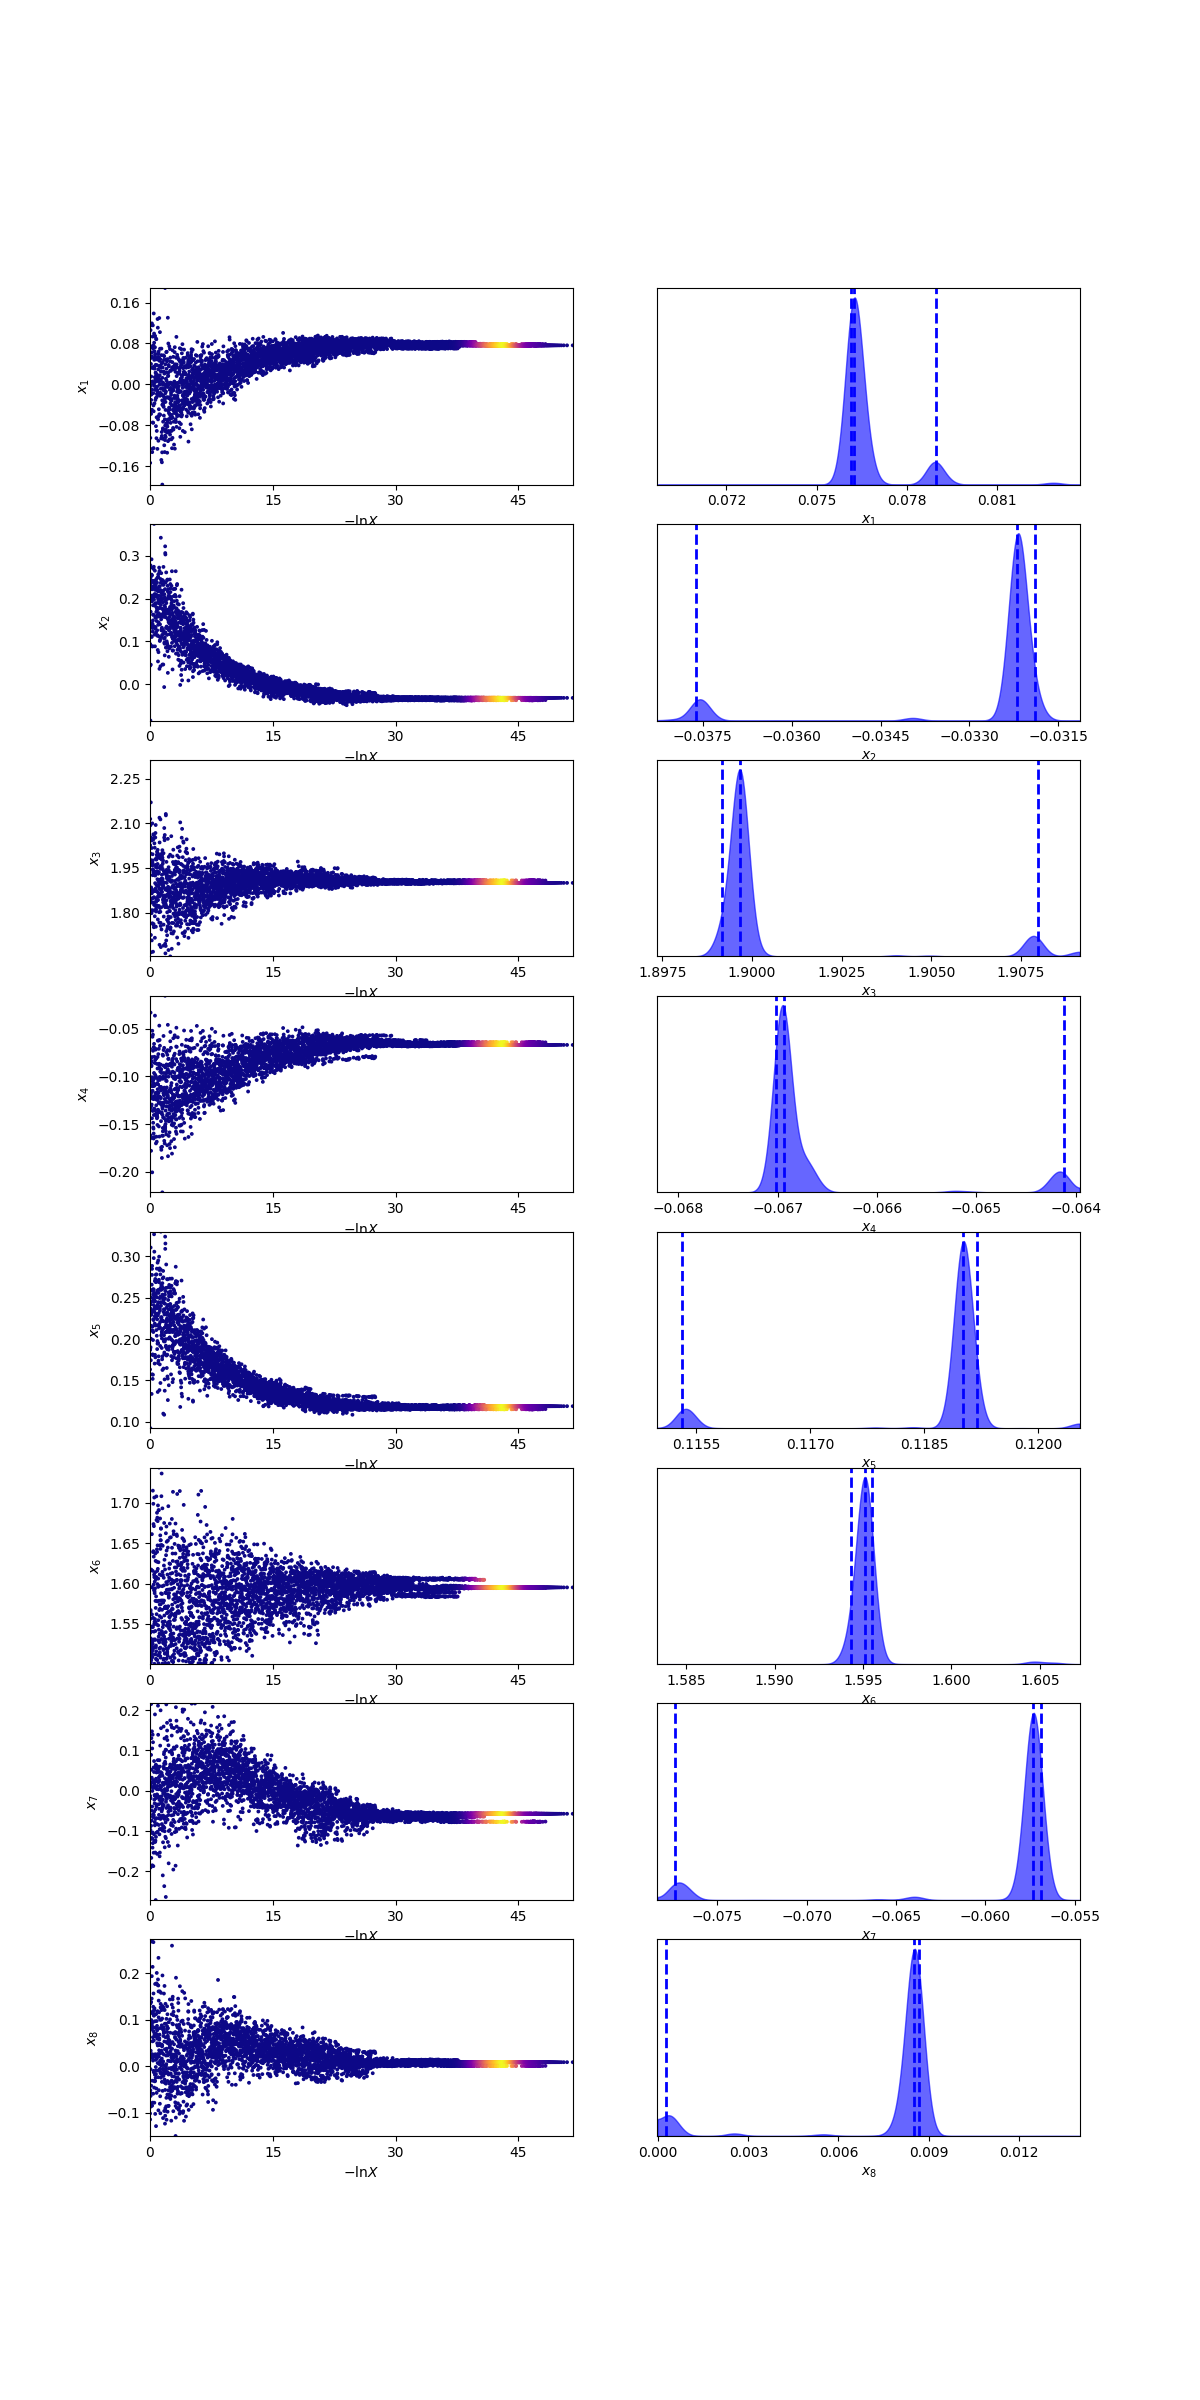 0.16
0.08
0.00
−0.08
−0.16
x₁
0 15 30 45
−lnX
0.072 0.075 0.078 0.081
x₁
0.3
0.2
0.1
0.0
x₂
0 15 30 45
−lnX
−0.0375 −0.0360 −0.0345 −0.0330 −0.0315
x₂
2.25
2.10
1.95
1.80
x₃
0 15 30 45
−lnX
1.8975 1.9000 1.9025 1.9050 1.9075
x₃
−0.05
−0.10
−0.15
−0.20
x₄
0 15 30 45
−lnX
−0.068 −0.067 −0.066 −0.065 −0.064
x₄
0.30
0.25
0.20
0.15
0.10
x₅
0 15 30 45
−lnX
0.1155 0.1170 0.1185 0.1200
x₅
1.70
1.65
1.60
1.55
x₆
0 15 30 45
−lnX
1.585 1.590 1.595 1.600 1.605
x₆
0.2
0.1
0.0
−0.1
−0.2
x₇
0 15 30 45
−lnX
−0.075 −0.070 −0.065 −0.060 −0.055
x₇
0.2
0.1
0.0
−0.1
x₈
0 15 30 45
−lnX
0.000 0.003 0.006 0.009 0.012
x₈